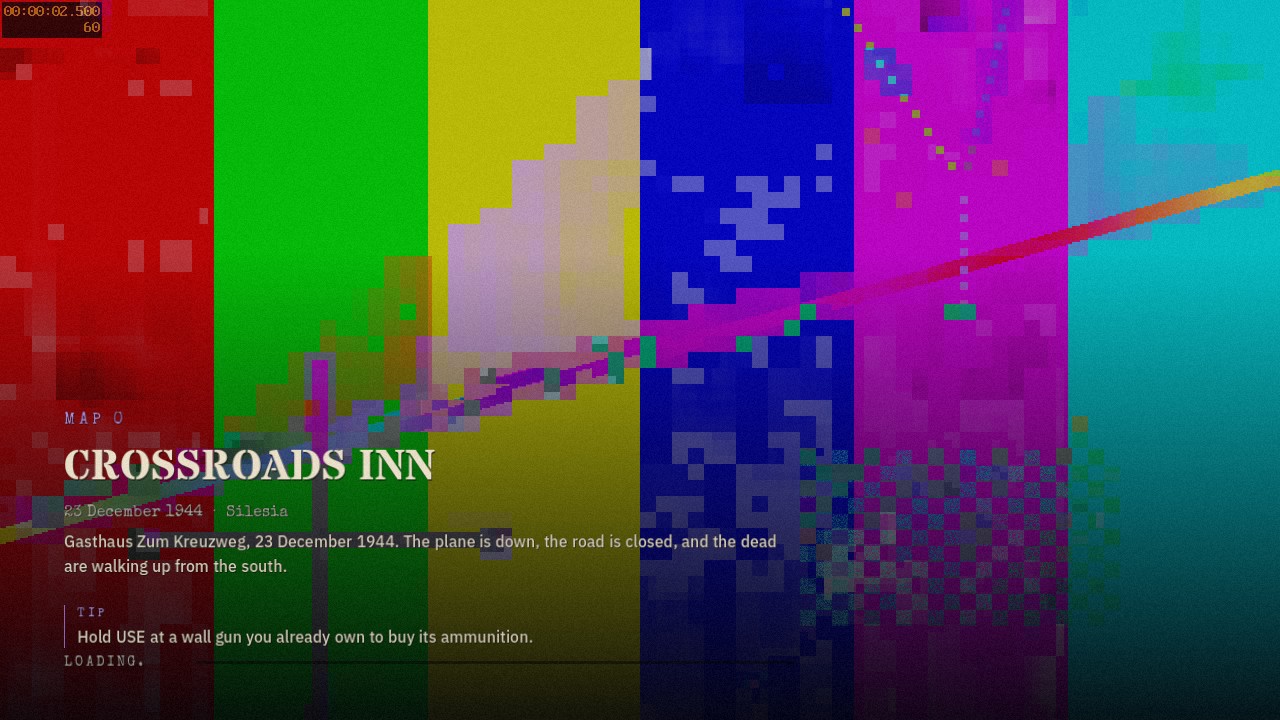 00:00:02.500
60
MAP 0
CROSSROADS INN
23 December 1944 · Silesia
Gasthaus Zum Kreuzweg, 23 December 1944. The plane is down, the road is closed, and the dead
are walking up from the south.
TIP
Hold USE at a wall gun you already own to buy its ammunition.
LOADING.